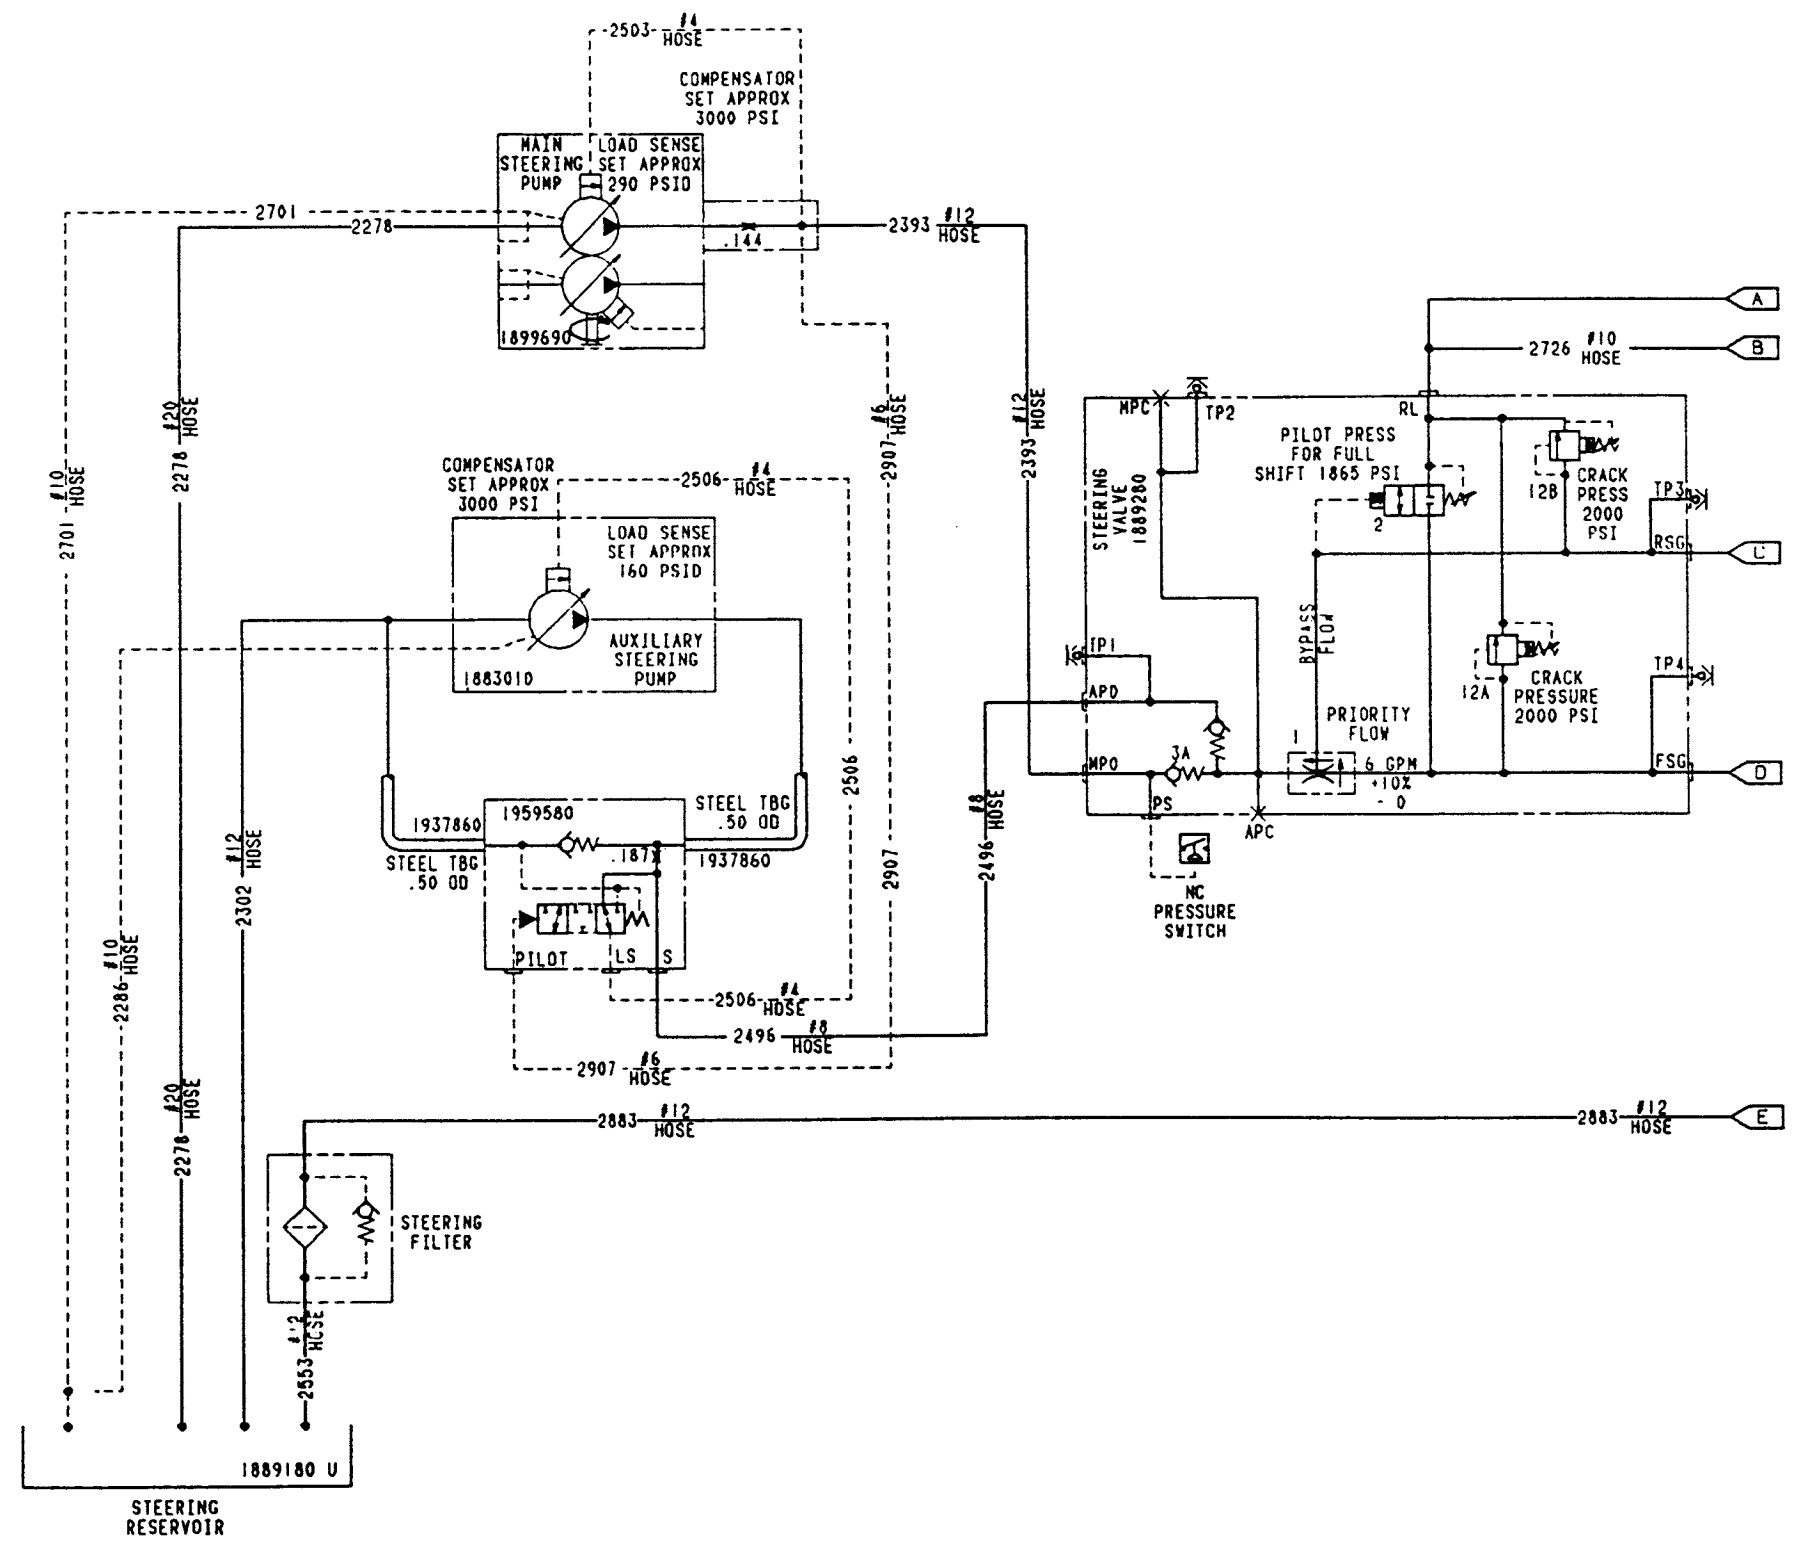 2503
#4
HOSE
COMPENSATOR
SET APPROX
3000 PSI
MAIN
STEERING
PUMP
LOAD SENSE
SET APPROX
290 PSID
2701
2278
.144
2393
#12
HOSE
1899690
A
2726
#10
HOSE
B
#20
HOSE
2278
#6
HOSE
2907
#12
HOSE
2393
MPC
TP2
RL
PILOT PRESS
FOR FULL
SHIFT 1865 PSI
2
12B
CRACK
PRESS
2000
PSI
TP3
RSG
C
STEERING
VALVE
1889280
#10
HOSE
2701
COMPENSATOR
SET APPROX
3000 PSI
2506
#4
HOSE
LOAD SENSE
SET APPROX
160 PSID
AUXILIARY
STEERING
PUMP
1883010
BYPASS
FLOW
TP1
APD
12A
CRACK
PRESSURE
2000 PSI
TP4
PRIORITY
FLOW
1
3A
MPO
6 GPM
+10%
- 0
FSG
D
PS
APC
NC
PRESSURE
SWITCH
#8
HOSE
2496
2506
2907
#12
HOSE
2302
1937860
STEEL TBG
.50 OD
1959580
STEEL TBG
.50 OD
1937860
.187
PILOT
LS
S
#10
HOSE
2286
2506
#4
HOSE
2496
#8
HOSE
2907
#6
HOSE
#20
HOSE
2278
2883
#12
HOSE
2883
#12
HOSE
E
STEERING
FILTER
#12
HOSE
2553
1889180 U
STEERING
RESERVOIR